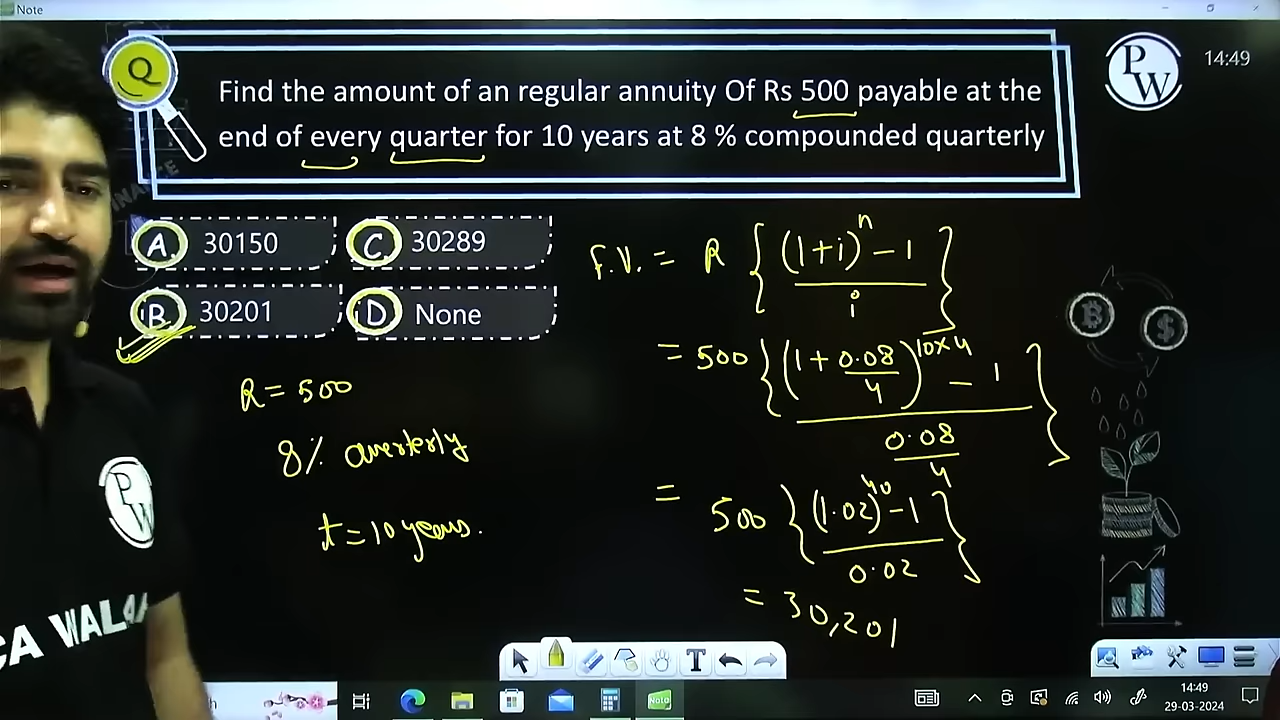 Note
Q
Find the amount of an regular annuity Of Rs 500 payable at the
end of every quarter for 10 years at 8 % compounded quarterly
PW
14:49
A 30150
C 30289
B 30201
D None
F.V. = R { (1+i)^n - 1 / i }
= 500 { (1 + 0.08/4)^10×4 - 1 / 0.08/4 }
= 500 { (1.02)^40 - 1 / 0.02 }
= 30,201
R = 500
8% quarterly
t = 10 years.
PW
CA WALA
T
Note
14:49
29-03-2024